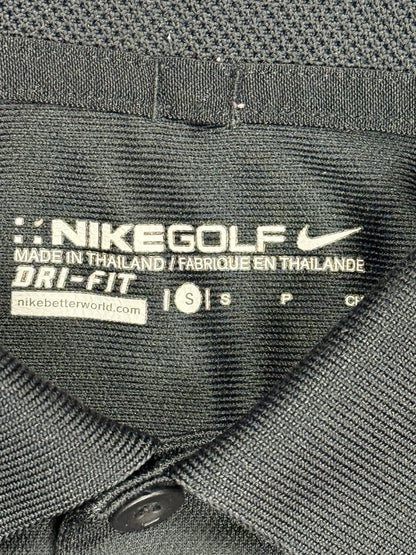 NIKEGOLF
MADE IN THAILAND / FABRIQUE EN THAILANDE
DRI-FIT
nikebetterworld.com
| S | S P